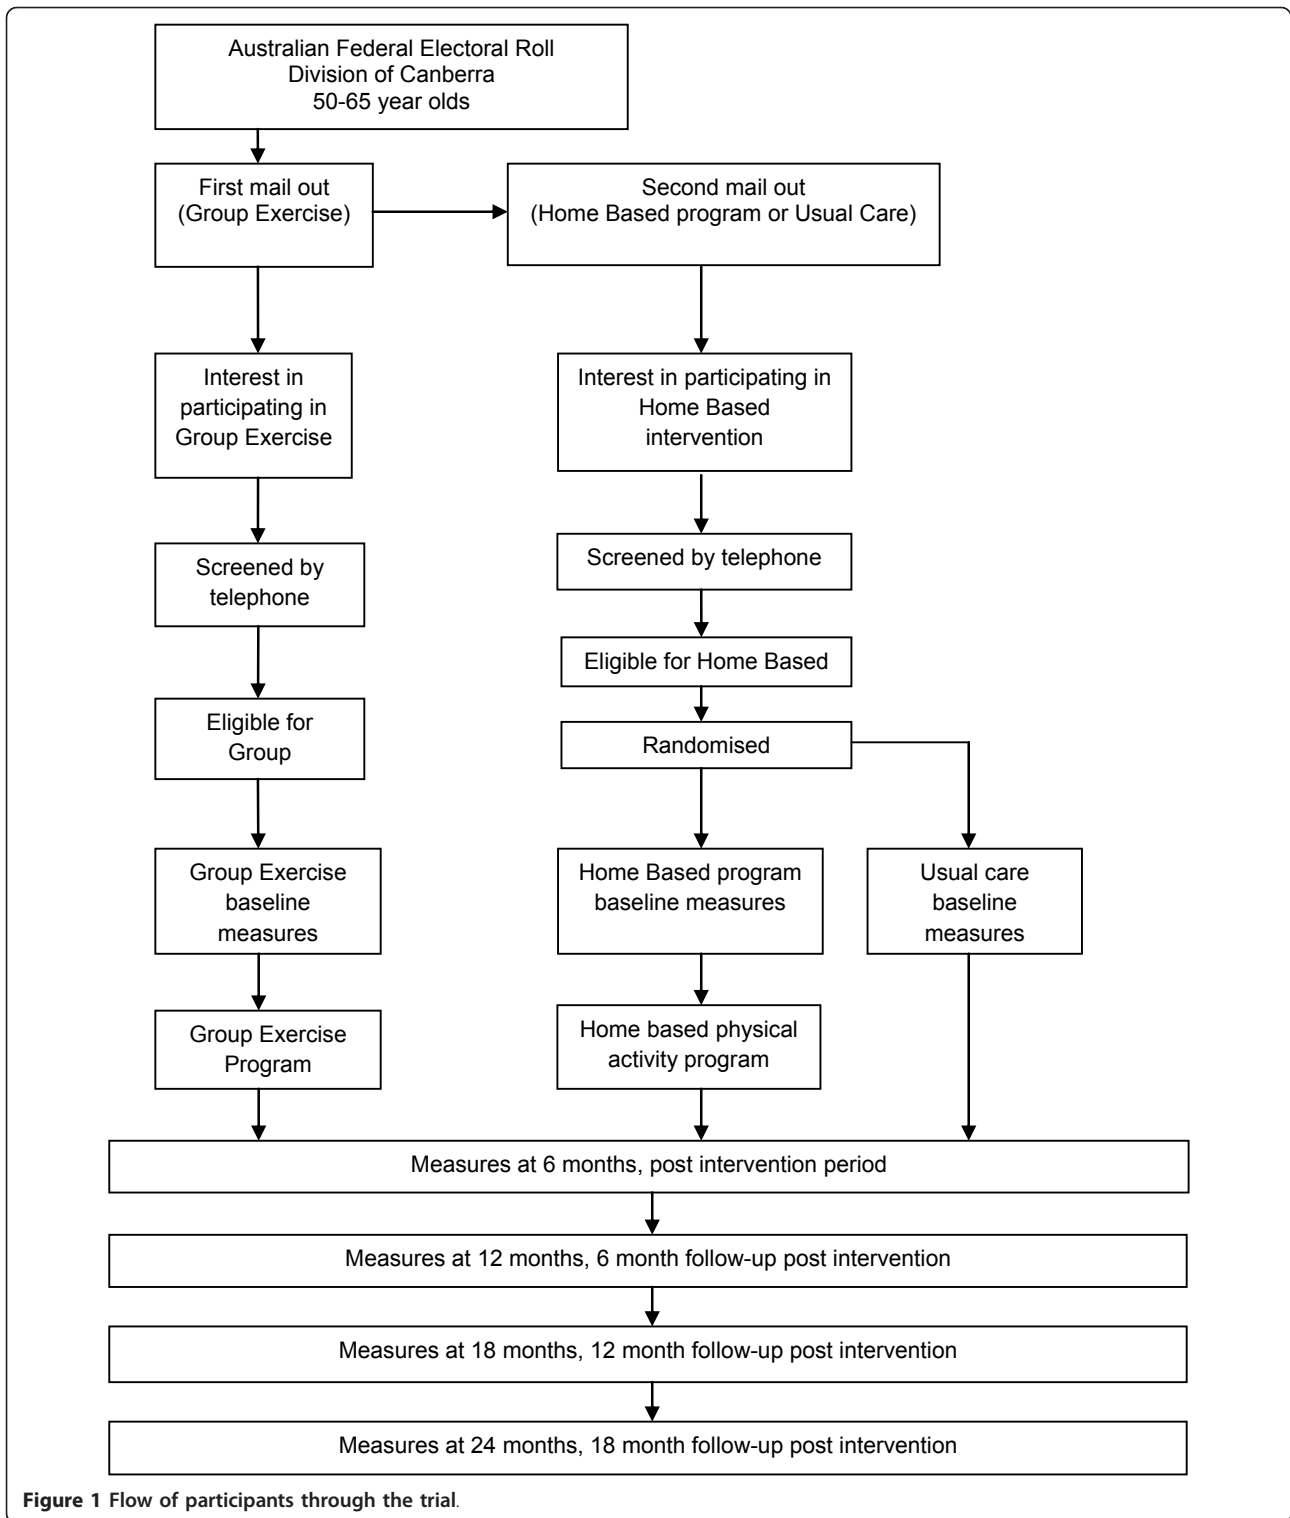 Australian Federal Electoral Roll
Division of Canberra
50-65 year olds
First mail out
(Group Exercise)
Second mail out
(Home Based program or Usual Care)
Interest in
participating in
Group Exercise
Interest in participating in
Home Based
intervention
Screened by
telephone
Screened by telephone
Eligible for Home Based
Eligible for
Group
Randomised
Group Exercise
baseline
measures
Home Based program
baseline measures
Usual care
baseline
measures
Group Exercise
Program
Home based physical
activity program
Measures at 6 months, post intervention period
Measures at 12 months, 6 month follow-up post intervention
Measures at 18 months, 12 month follow-up post intervention
Measures at 24 months, 18 month follow-up post intervention
Figure 1 Flow of participants through the trial.